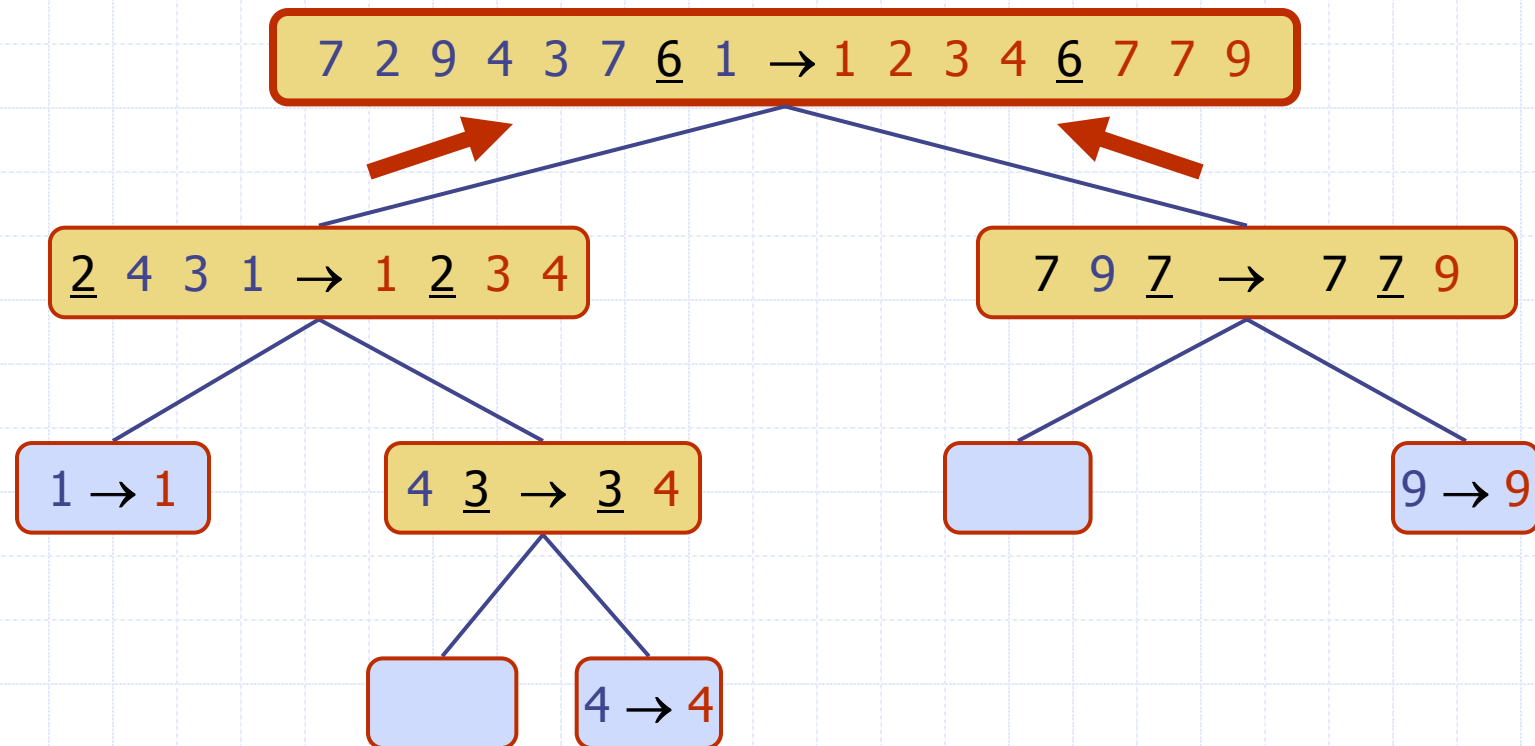 7 2 9 4 3 7 6 1 → 1 2 3 4 6 7 7 9
2 4 3 1 → 1 2 3 4
7 9 7 → 7 7 9
1 → 1
4 3 → 3 4
9 → 9
4 → 4